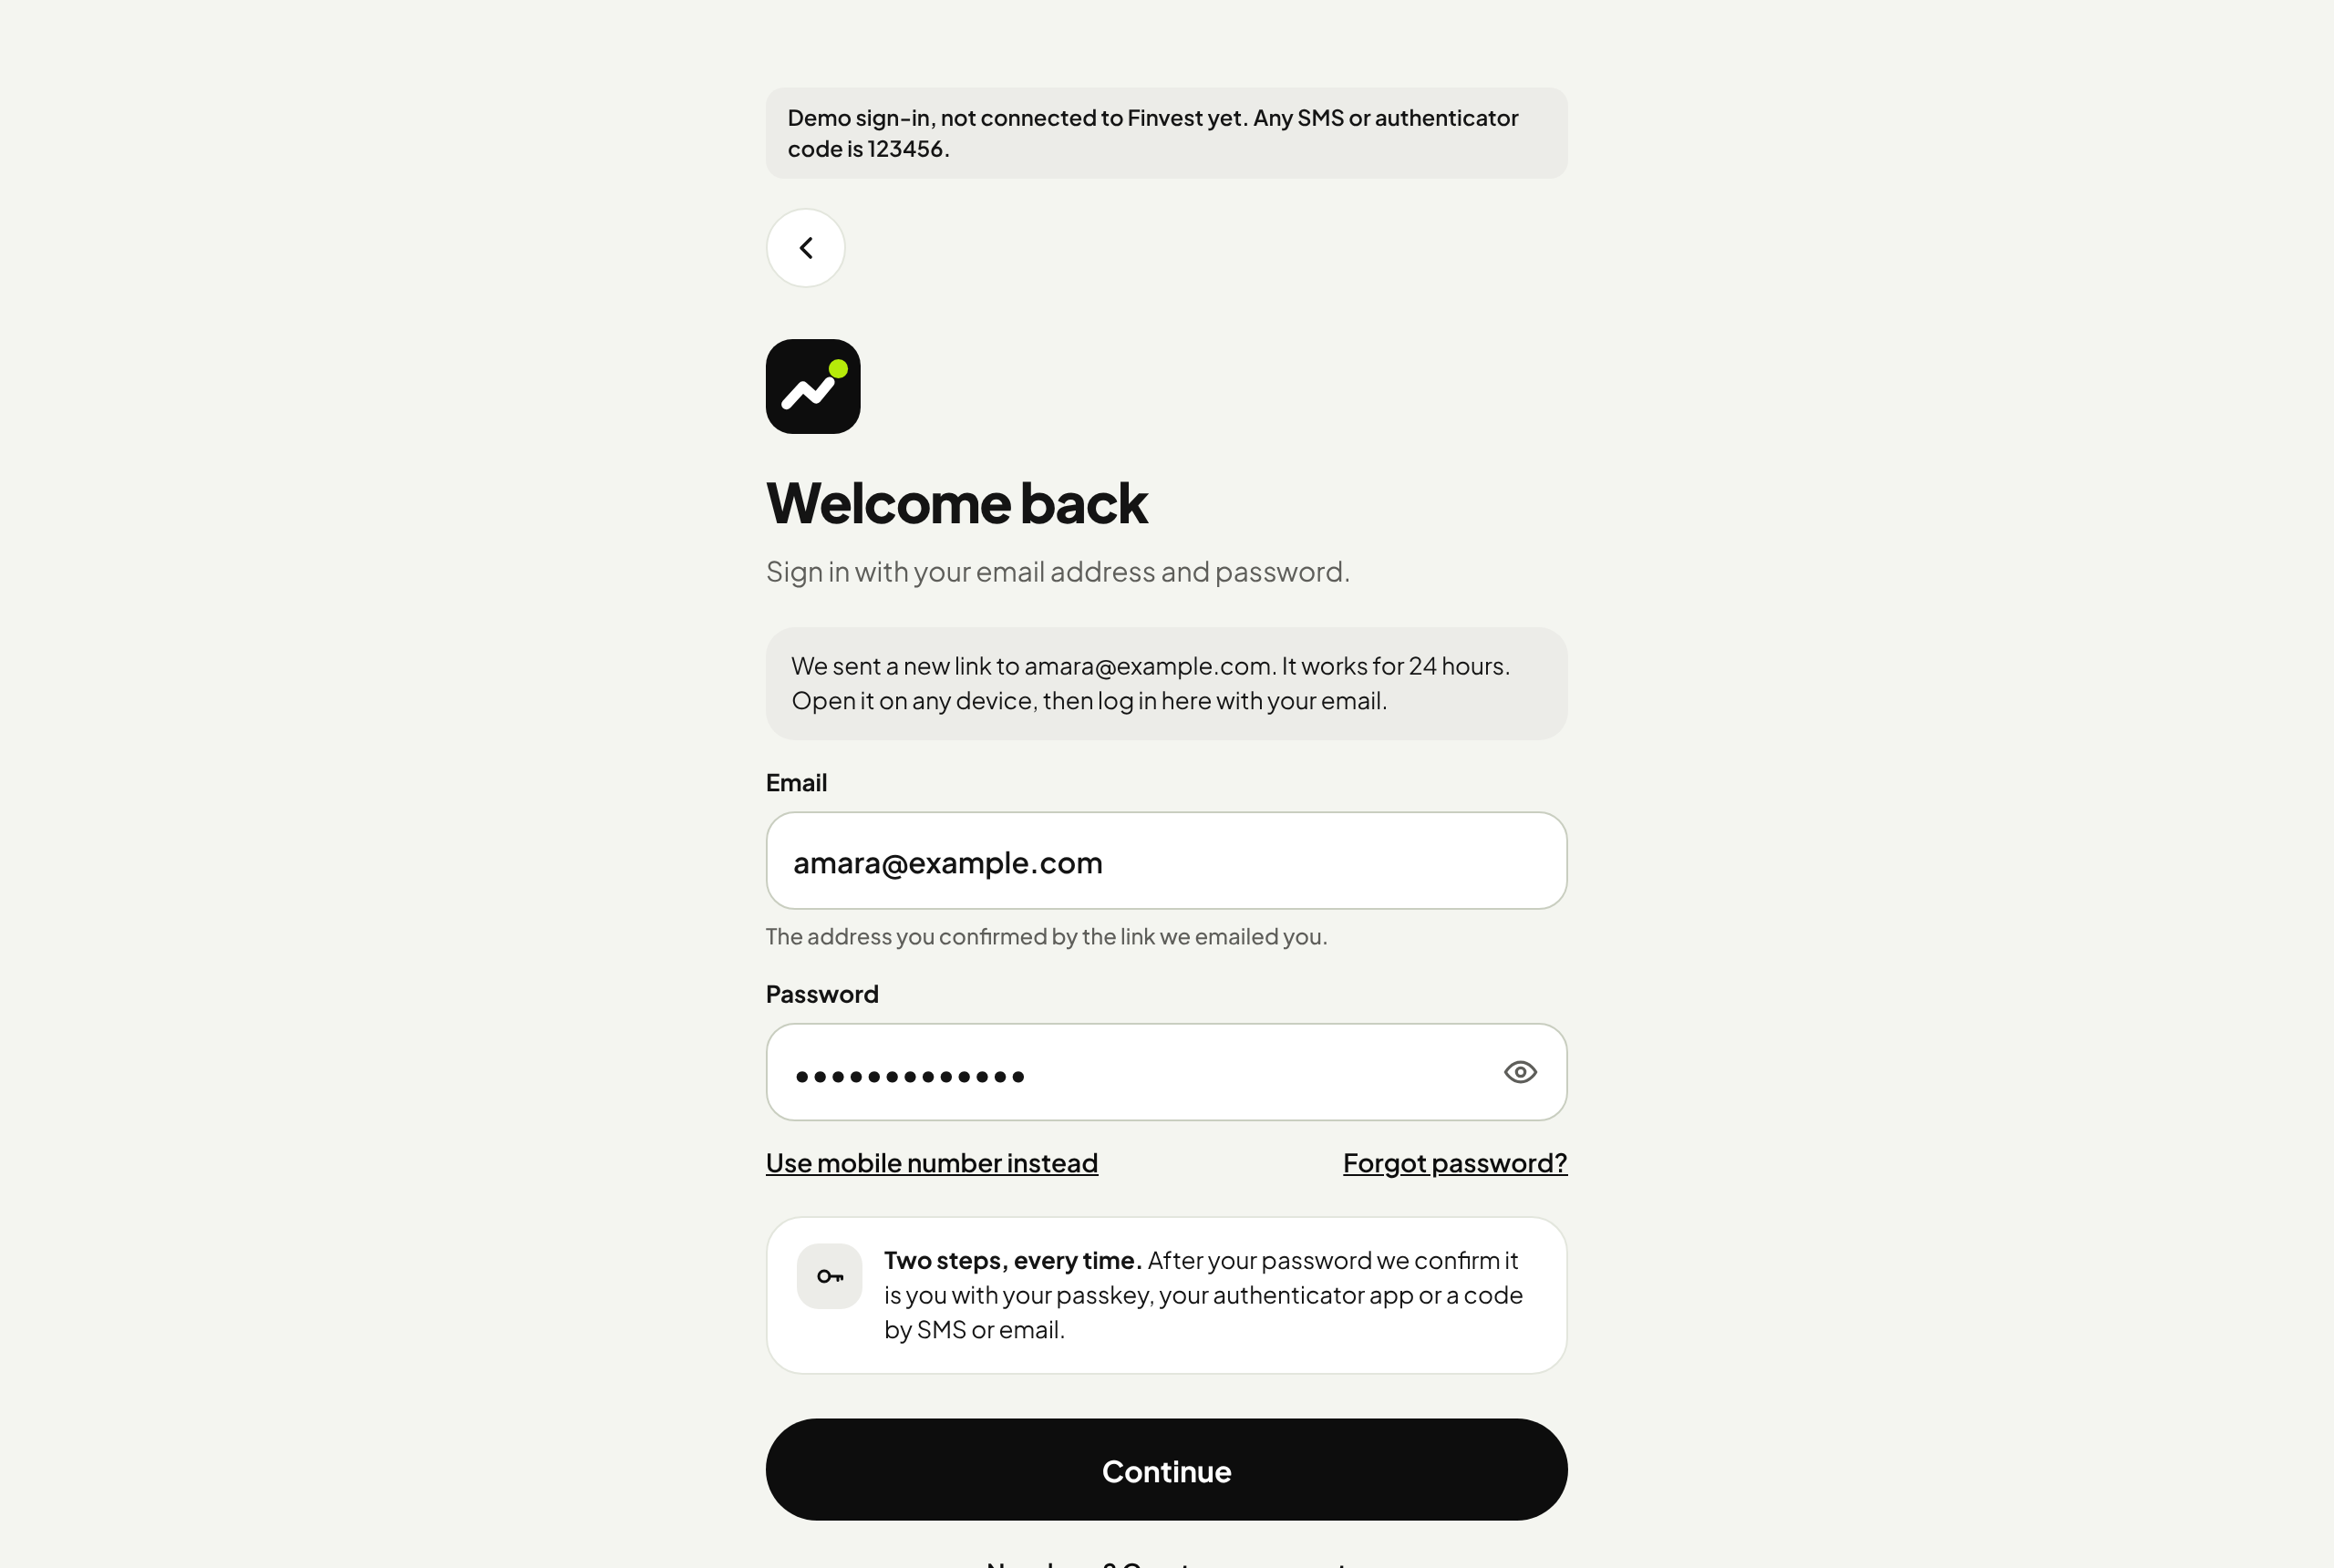 Demo sign-in, not connected to Finvest yet. Any SMS or authenticator
code is 123456.
Welcome back
Sign in with your email address and password.
We sent a new link to amara@example.com. It works for 24 hours.
Open it on any device, then log in here with your email.
Email
amara@example.com
The address you confirmed by the link we emailed you.
Password
Use mobile number instead
Forgot password?
Two steps, every time. After your password we confirm it
is you with your passkey, your authenticator app or a code
by SMS or email.
Continue